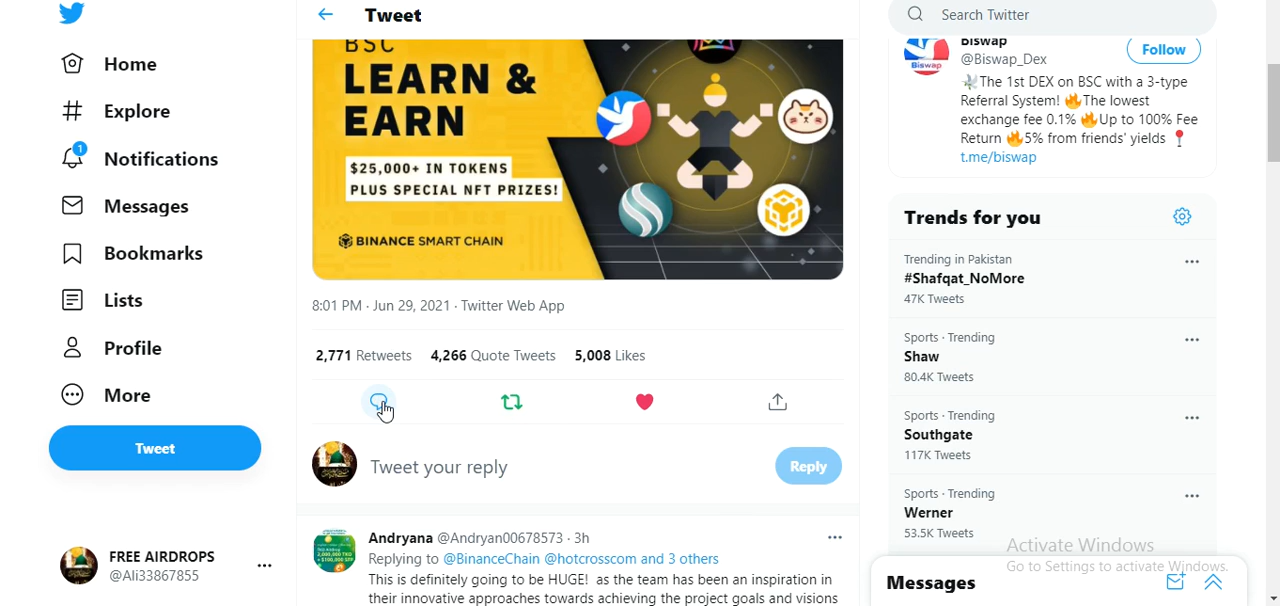 Tweet
Search Twitter
Home
Explore
1
Notifications
Messages
Bookmarks
Lists
Profile
More
Tweet
FREE AIRDROPS
@Ali33867855
BSC
LEARN &
EARN
$25,000+ IN TOKENS
PLUS SPECIAL NFT PRIZES!
BINANCE SMART CHAIN
Biswap
8:01 PM · Jun 29, 2021 · Twitter Web App
2,771 Retweets 4,266 Quote Tweets 5,008 Likes
Tweet your reply
Reply
Andryana @Andryan00678573 · 3h
Replying to @BinanceChain @hotcrosscom and 3 others
This is definitely going to be HUGE! as the team has been an inspiration in
their innovative approaches towards achieving the project goals and visions
Biswap
@Biswap_Dex
Follow
The 1st DEX on BSC with a 3-type
Referral System! 🔥The lowest
exchange fee 0.1% 🔥Up to 100% Fee
Return 🔥5% from friends' yields 📍
t.me/biswap
Trends for you
Trending in Pakistan
#Shafqat_NoMore
47K Tweets
Sports · Trending
Shaw
80.4K Tweets
Sports · Trending
Southgate
117K Tweets
Sports · Trending
Werner
53.5K Tweets
Activate Windows
Go to Settings to activate Windows.
Messages